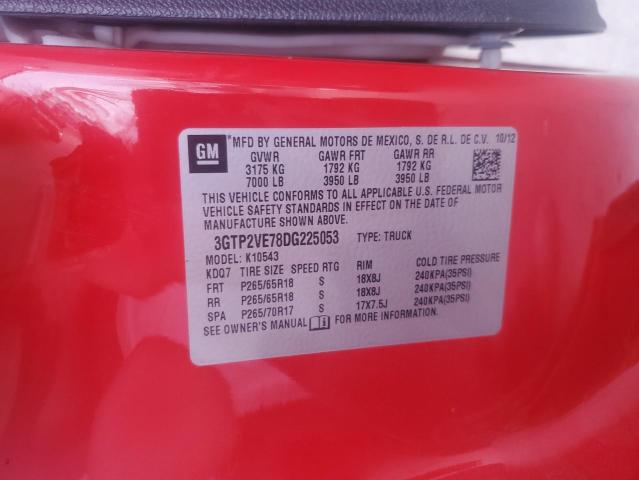 GM *MFD BY GENERAL MOTORS DE MEXICO, S. DE R.L. DE C.V. 10/12
GVWR GAWR FRT GAWR RR
3175 KG 1792 KG 1792 KG
7000 LB 3950 LB 3950 LB
THIS VEHICLE CONFORMS TO ALL APPLICABLE U.S. FEDERAL MOTOR
VEHICLE SAFETY STANDARDS IN EFFECT ON THE DATE OF
MANUFACTURE SHOWN ABOVE.
3GTP2VE78DG225053 TYPE: TRUCK
MODEL: K10543
KDQ7 TIRE SIZE SPEED RTG RIM COLD TIRE PRESSURE
FRT P265/65R18 S 18X8J 240KPA(35PSI)
RR P265/65R18 S 18X8J 240KPA(35PSI)
SPA P265/70R17 S 17X7.5J 240KPA(35PSI)
SEE OWNER'S MANUAL FOR MORE INFORMATION.